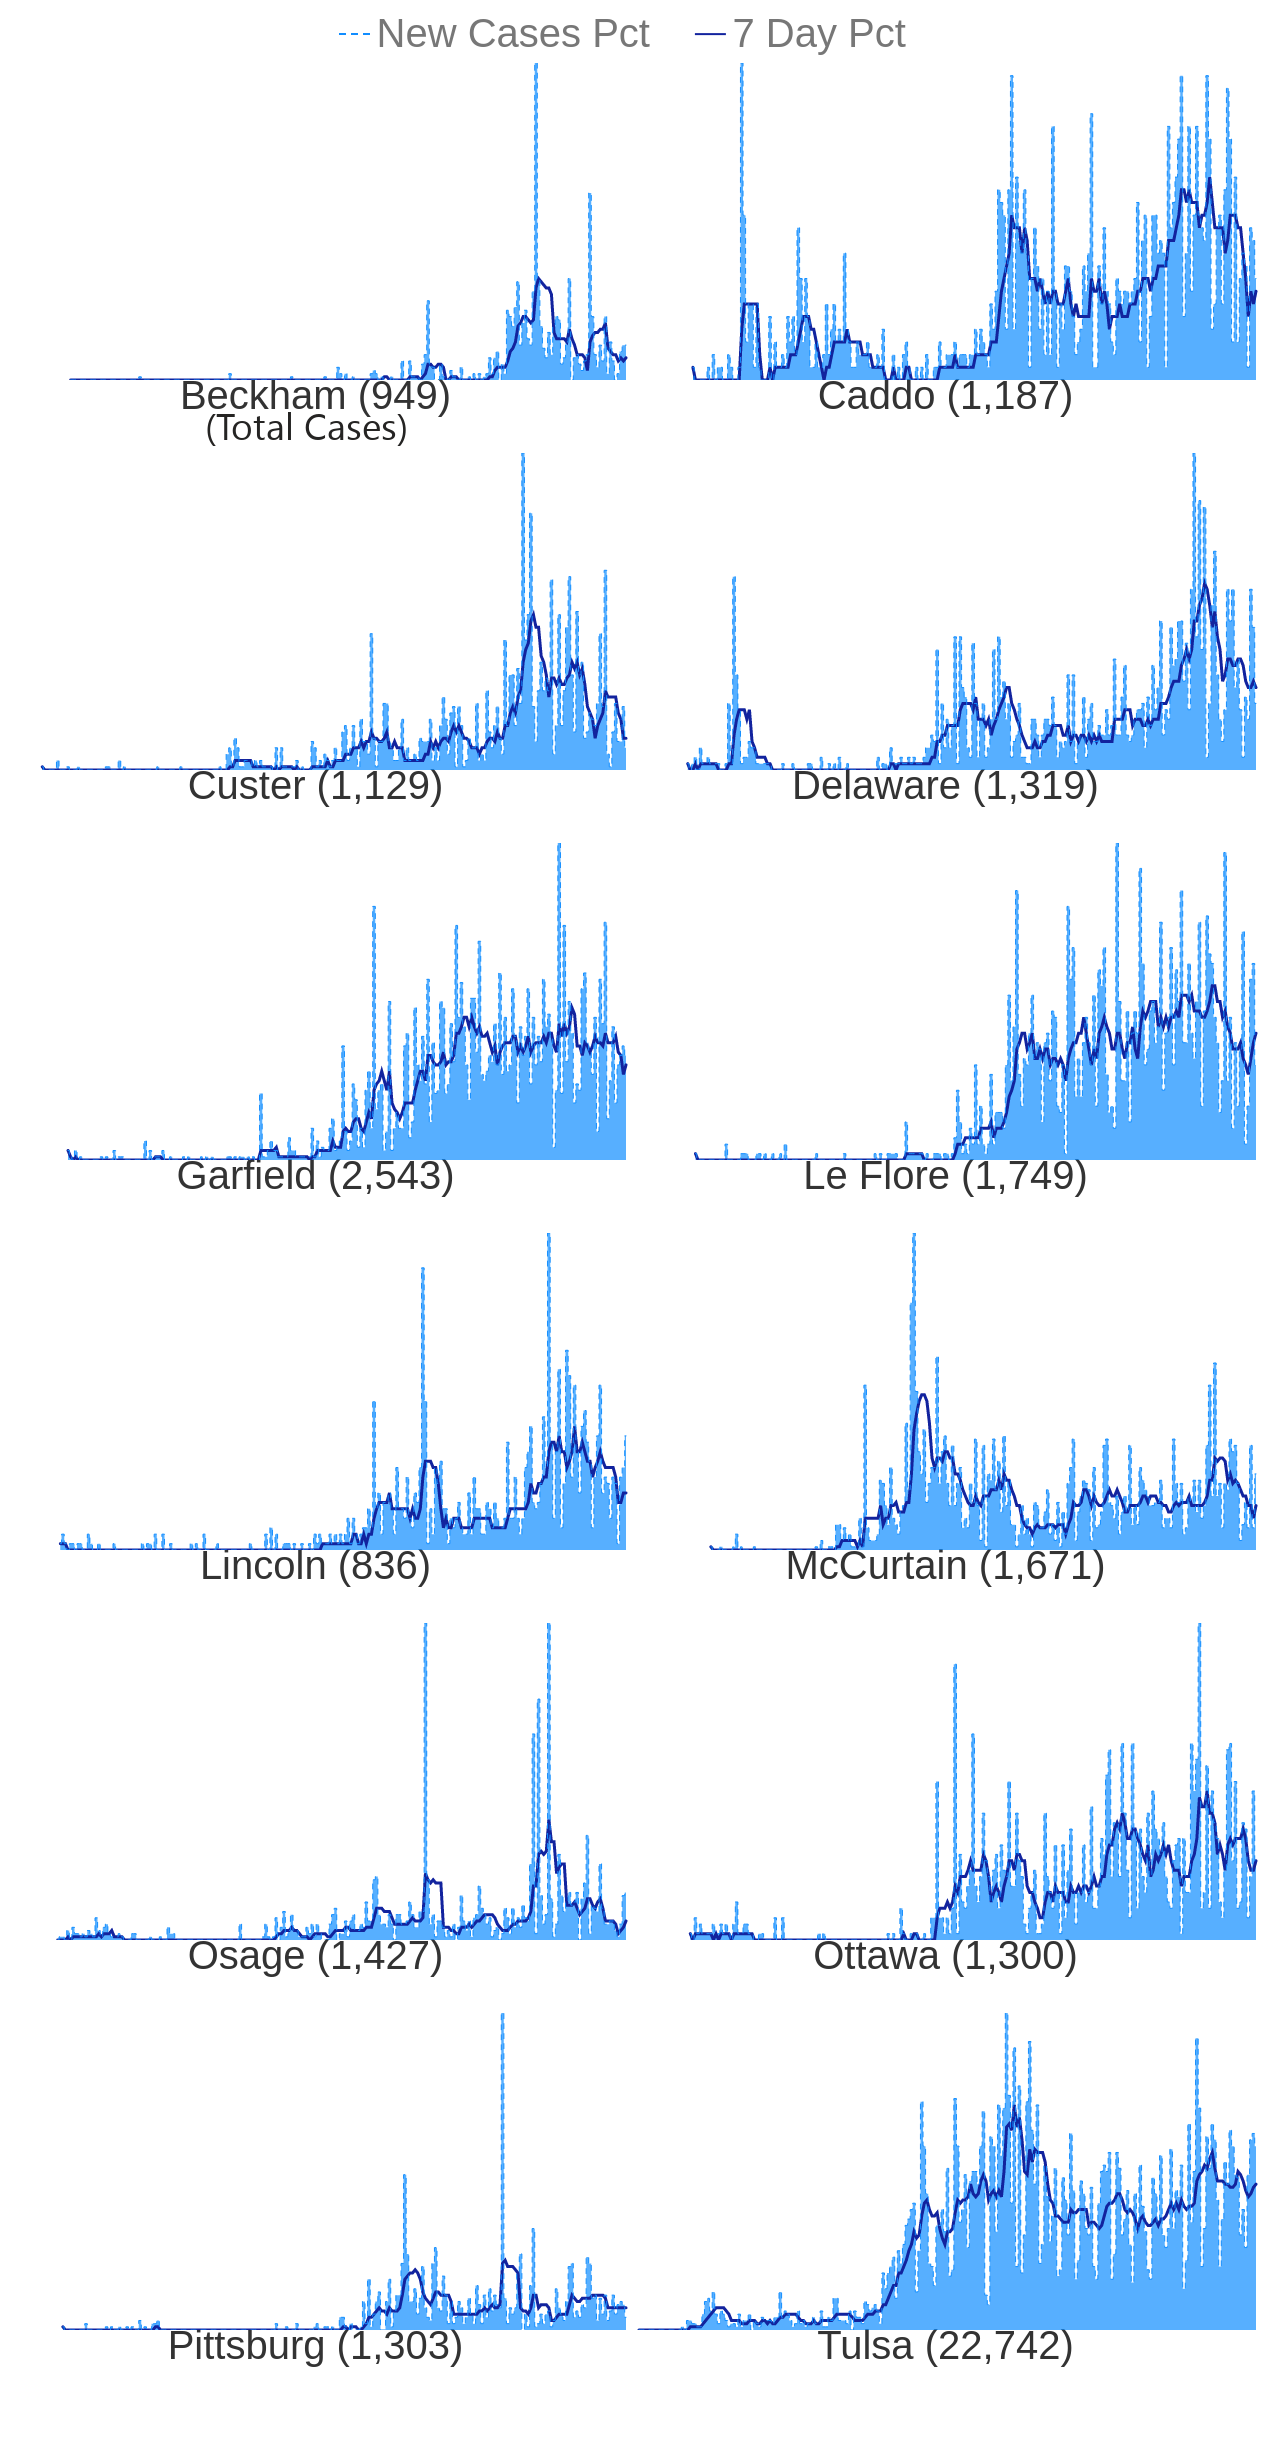 New Cases Pct 7 Day Pct
Beckham (949) Caddo (1,187)
(Total Cases)
Custer (1,129) Delaware (1,319)
Garfield (2,543) Le Flore (1,749)
Lincoln (836) McCurtain (1,671)
Osage (1,427) Ottawa (1,300)
Pittsburg (1,303) Tulsa (22,742)